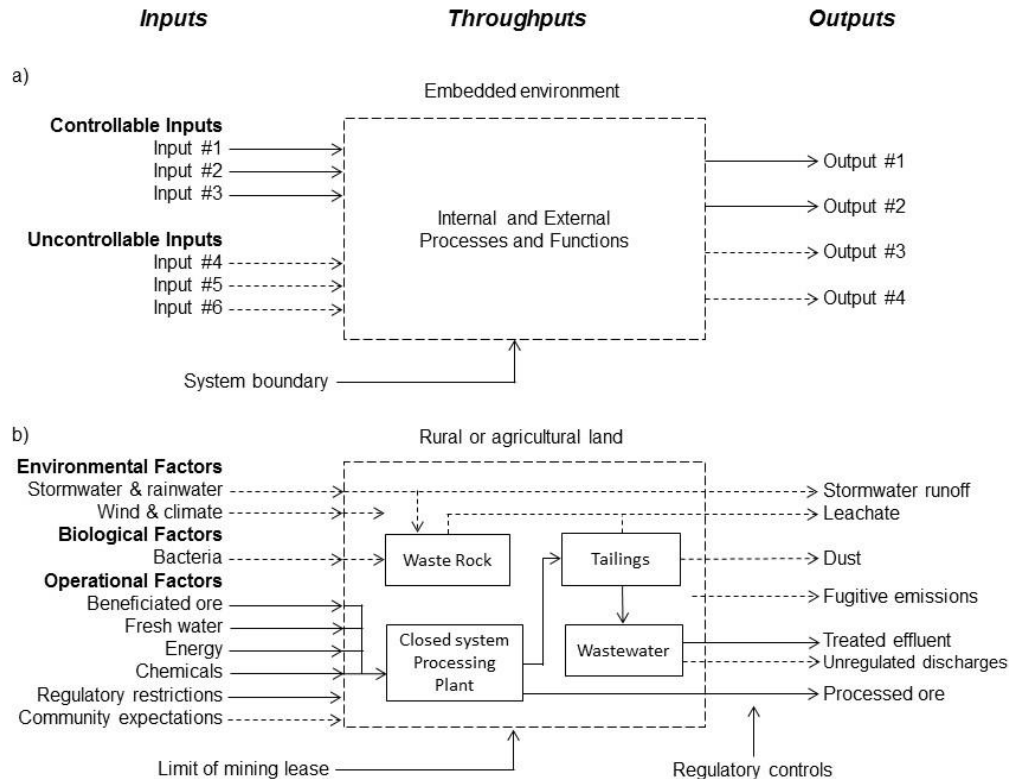 Inputs
Throughputs
Outputs
a)
Embedded environment
Controllable Inputs
Input #1
Input #2
Input #3
Uncontrollable Inputs
Input #4
Input #5
Input #6
Internal and External
Processes and Functions
Output #1
Output #2
Output #3
Output #4
System boundary
b)
Rural or agricultural land
Environmental Factors
Stormwater & rainwater
Wind & climate
Biological Factors
Bacteria
Operational Factors
Beneficiated ore
Fresh water
Energy
Chemicals
Regulatory restrictions
Community expectations
Waste Rock
Tailings
Closed system
Processing
Plant
Wastewater
Stormwater runoff
Leachate
Dust
Fugitive emissions
Treated effluent
Unregulated discharges
Processed ore
Limit of mining lease
Regulatory controls